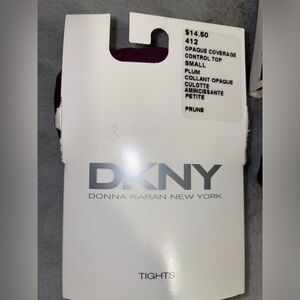 $14.50
412
OPAQUE COVERAGE
CONTROL TOP
SMALL
PLUM
COLLANT OPAQUE
CULOTTE
AMINCISSANTE
PETITE
PRUNE
DKNY
DONNA KARAN NEW YORK
TIGHTS